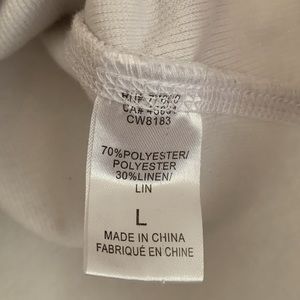 CW8183
70%POLYESTER/
POLYESTER
30%LINEN/
LIN
L
MADE IN CHINA
FABRIQUÉ EN CHINE